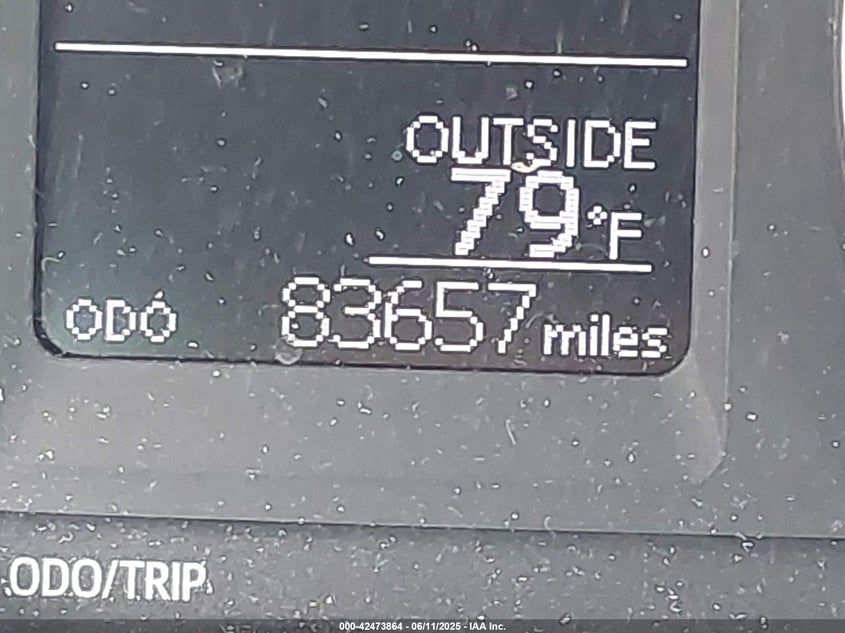 OUTSIDE
79°F
ODO 83657 miles
ODO/TRIP
000-42473864 - 06/11/2025 - IAA Inc.